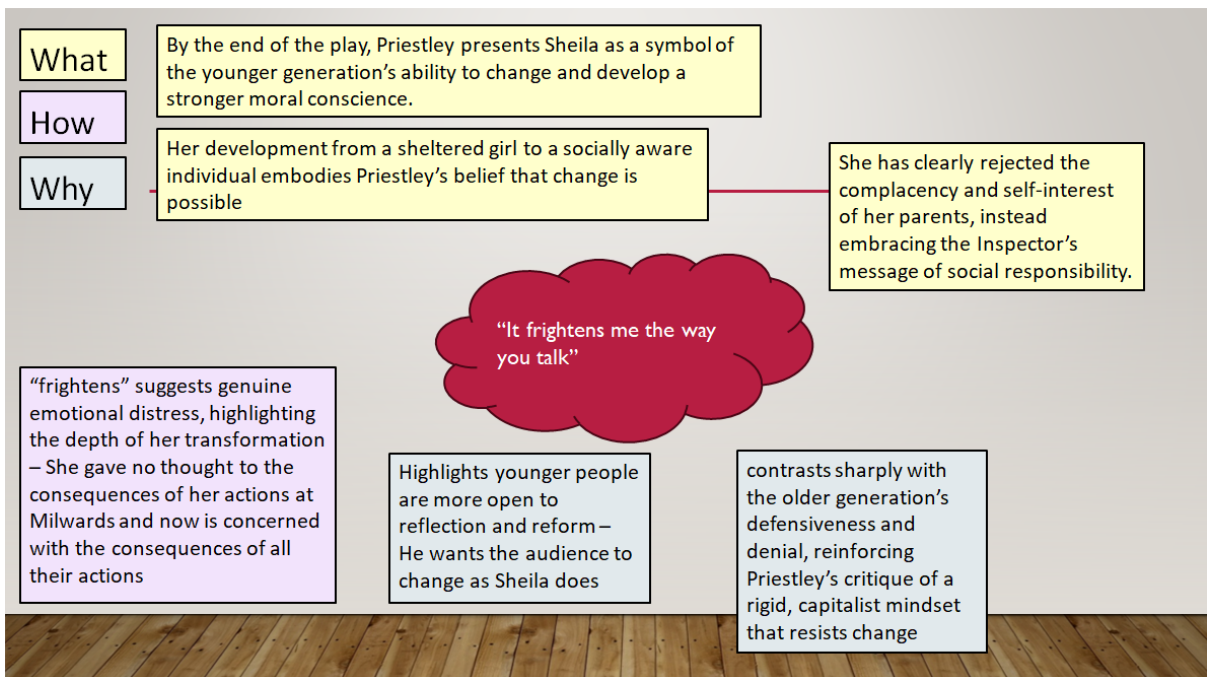 What
How
Why
By the end of the play, Priestley presents Sheila as a symbol of
the younger generation’s ability to change and develop a
stronger moral conscience.
Her development from a sheltered girl to a socially aware
individual embodies Priestley’s belief that change is
possible
She has clearly rejected the
complacency and self-interest
of her parents, instead
embracing the Inspector’s
message of social responsibility.
“It frightens me the way
you talk”
“frightens” suggests genuine
emotional distress, highlighting
the depth of her transformation
– She gave no thought to the
consequences of her actions at
Milwards and now is concerned
with the consequences of all
their actions
Highlights younger people
are more open to
reflection and reform –
He wants the audience to
change as Sheila does
contrasts sharply with
the older generation’s
defensiveness and
denial, reinforcing
Priestley’s critique of a
rigid, capitalist mindset
that resists change